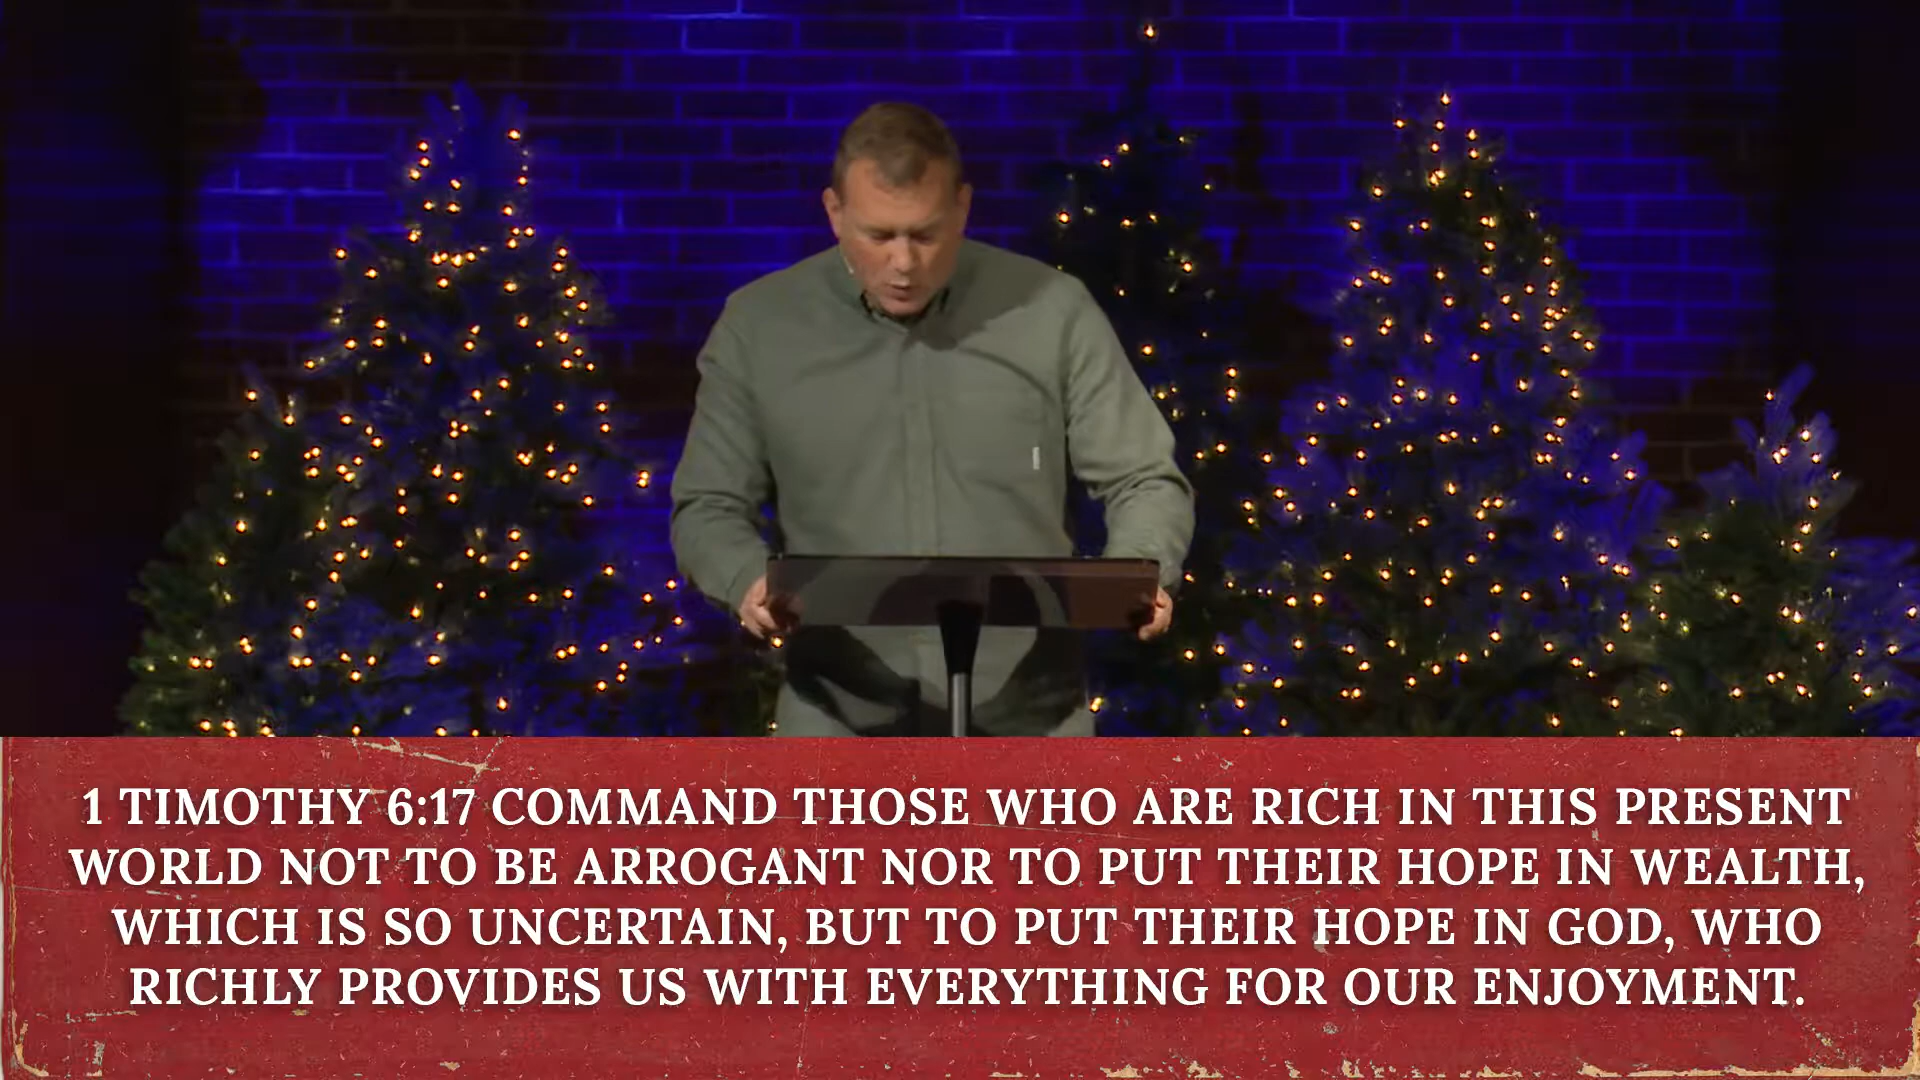 1 TIMOTHY 6:17 COMMAND THOSE WHO ARE RICH IN THIS PRESENT
WORLD NOT TO BE ARROGANT NOR TO PUT THEIR HOPE IN WEALTH,
WHICH IS SO UNCERTAIN, BUT TO PUT THEIR HOPE IN GOD, WHO
RICHLY PROVIDES US WITH EVERYTHING FOR OUR ENJOYMENT.